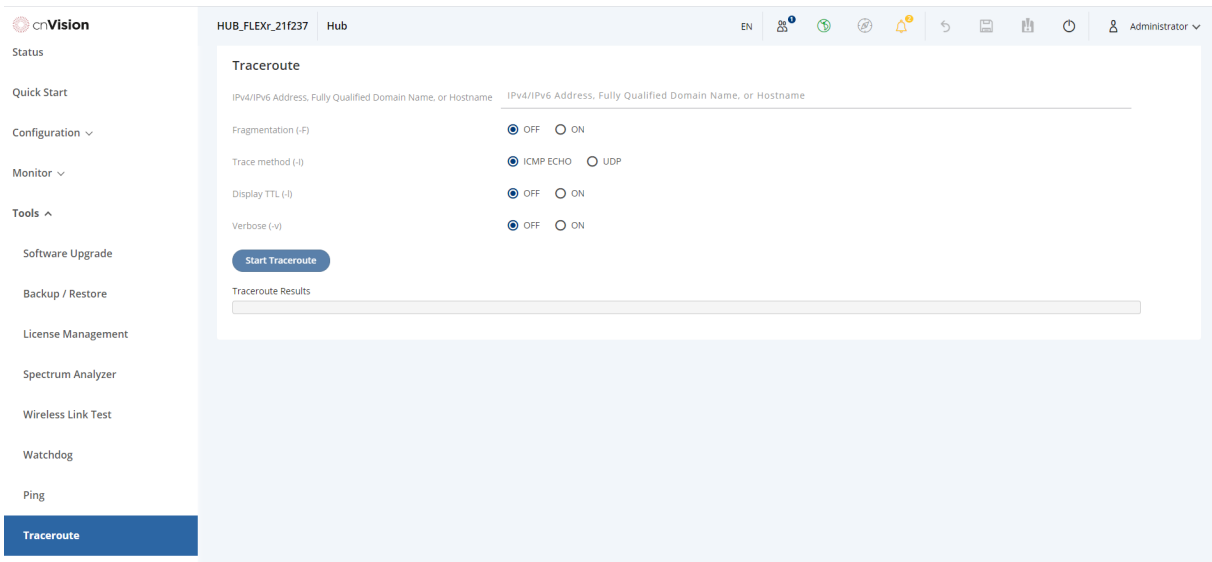 cnVision
HUB_FLEXr_21f237 Hub EN 1 2 Administrator
Status
Quick Start
Configuration
Monitor
Tools
Software Upgrade
Backup / Restore
License Management
Spectrum Analyzer
Wireless Link Test
Watchdog
Ping
Traceroute
Traceroute
IPv4/IPv6 Address, Fully Qualified Domain Name, or Hostname IPv4/IPv6 Address, Fully Qualified Domain Name, or Hostname
Fragmentation (-F) OFF ON
Trace method (-I) ICMP ECHO UDP
Display TTL (-l) OFF ON
Verbose (-v) OFF ON
Start Traceroute
Traceroute Results